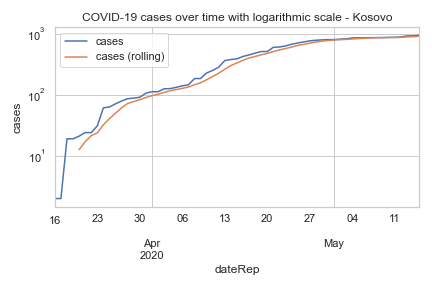 COVID-19 cases over time with logarithmic scale - Kosovo
10³
cases
cases (rolling)
10²
10¹
cases
16 23 30 06 13 20 27 04 11
Apr May
2020
dateRep